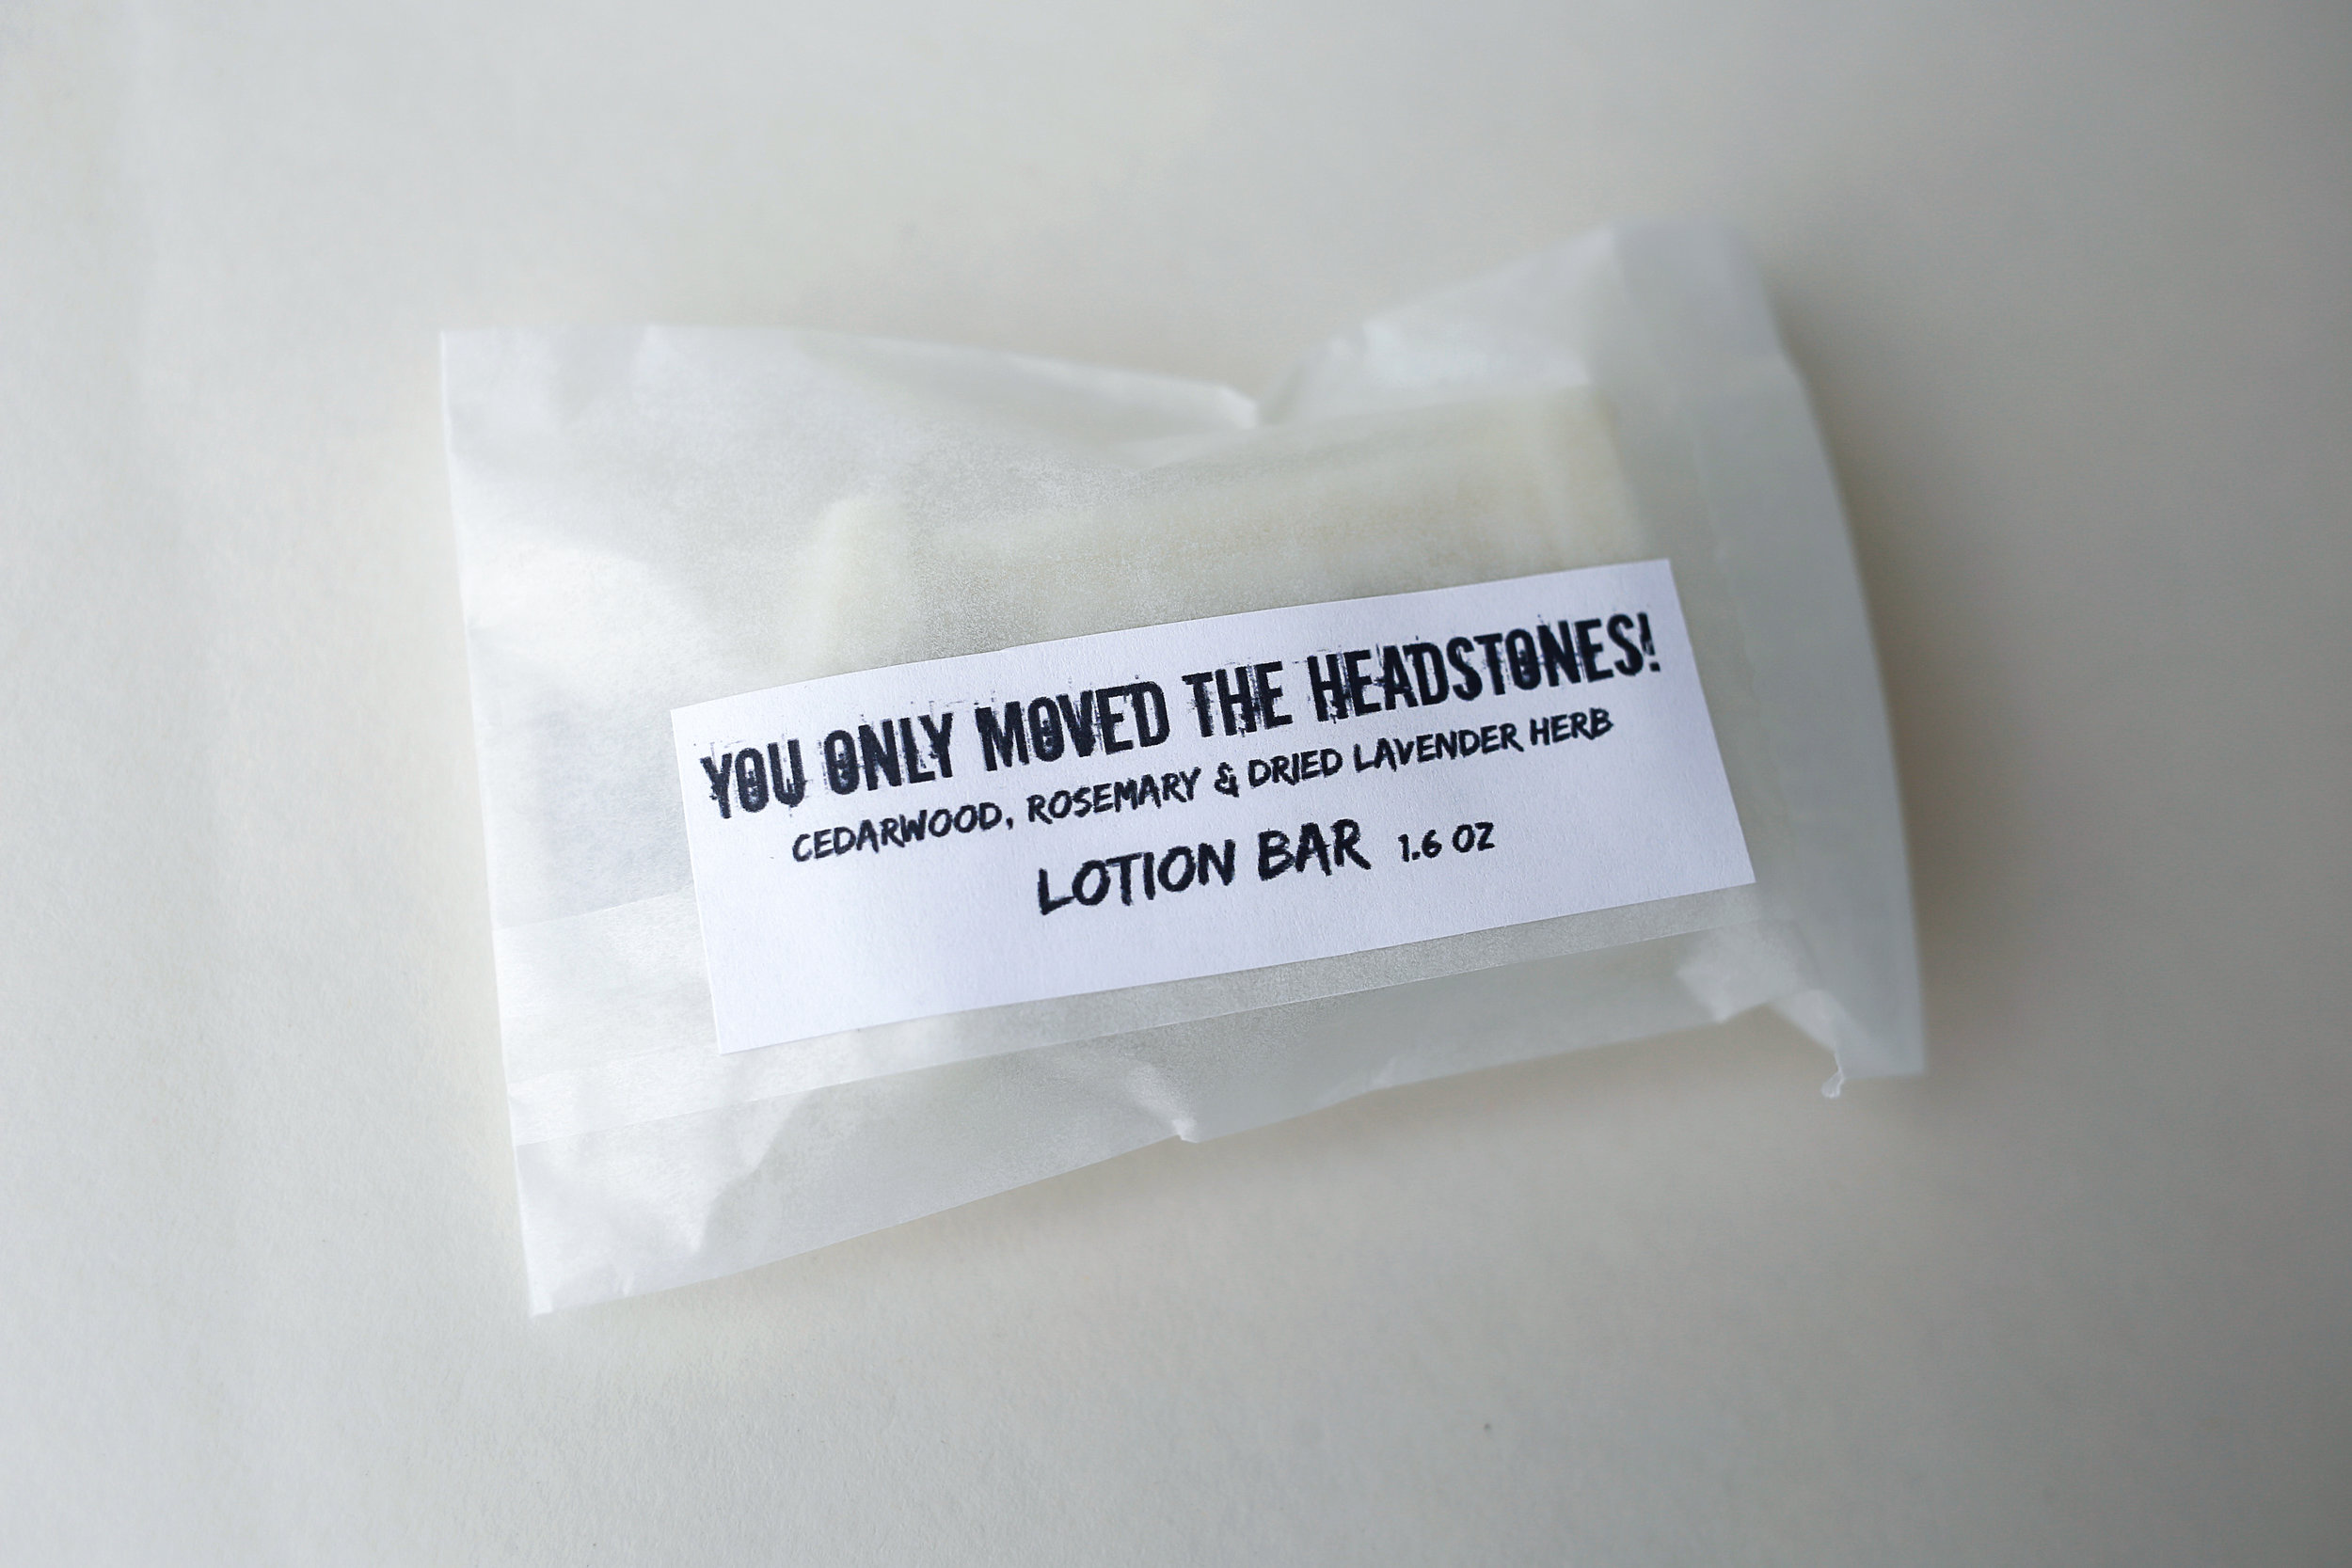 YOU ONLY MOVED THE HEADSTONES!
CEDARWOOD, ROSEMARY & DRIED LAVENDER HERB
LOTION BAR 1.6 OZ